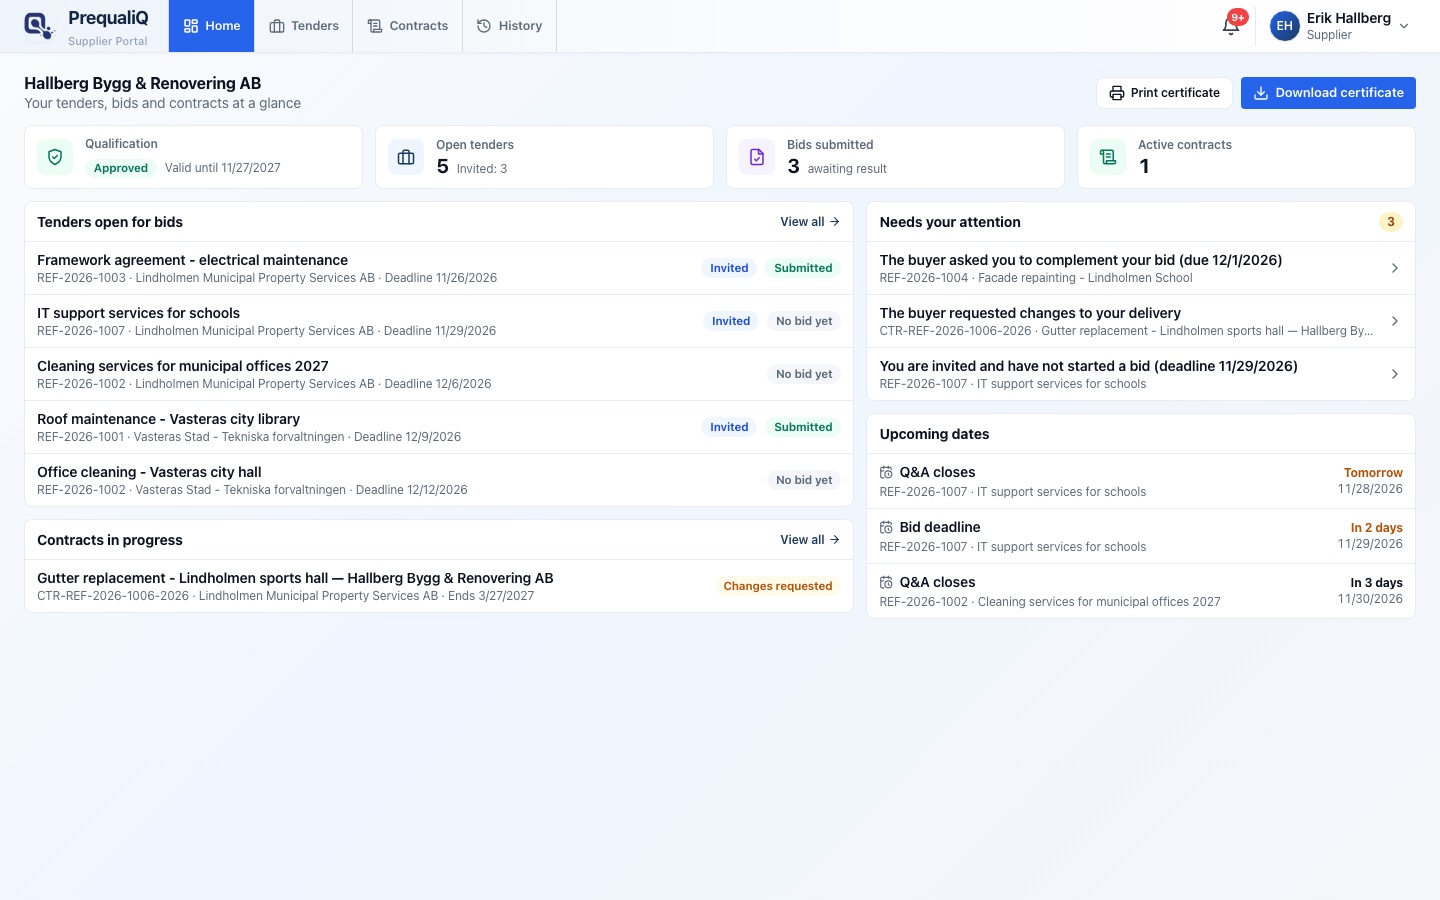 PrequaliQ
Supplier Portal
Home
Tenders
Contracts
History
9+
EH
Erik Hallberg
Supplier
Hallberg Bygg & Renovering AB
Your tenders, bids and contracts at a glance
Print certificate
Download certificate
Qualification
Approved Valid until 11/27/2027
Open tenders
5 Invited: 3
Bids submitted
3 awaiting result
Active contracts
1
Tenders open for bids
View all →
Framework agreement - electrical maintenance
REF-2026-1003 · Lindholmen Municipal Property Services AB · Deadline 11/26/2026
Invited Submitted
IT support services for schools
REF-2026-1007 · Lindholmen Municipal Property Services AB · Deadline 11/29/2026
Invited No bid yet
Cleaning services for municipal offices 2027
REF-2026-1002 · Lindholmen Municipal Property Services AB · Deadline 12/6/2026
No bid yet
Roof maintenance - Vasteras city library
REF-2026-1001 · Vasteras Stad - Tekniska forvaltningen · Deadline 12/9/2026
Invited Submitted
Office cleaning - Vasteras city hall
REF-2026-1002 · Vasteras Stad - Tekniska forvaltningen · Deadline 12/12/2026
No bid yet
Contracts in progress
View all →
Gutter replacement - Lindholmen sports hall — Hallberg Bygg & Renovering AB
CTR-REF-2026-1006-2026 · Lindholmen Municipal Property Services AB · Ends 3/27/2027
Changes requested
Needs your attention
3
The buyer asked you to complement your bid (due 12/1/2026)
REF-2026-1004 · Facade repainting - Lindholmen School
The buyer requested changes to your delivery
CTR-REF-2026-1006-2026 · Gutter replacement - Lindholmen sports hall — Hallberg By...
You are invited and have not started a bid (deadline 11/29/2026)
REF-2026-1007 · IT support services for schools
Upcoming dates
Q&A closes
REF-2026-1007 · IT support services for schools
Tomorrow
11/28/2026
Bid deadline
REF-2026-1007 · IT support services for schools
In 2 days
11/29/2026
Q&A closes
REF-2026-1002 · Cleaning services for municipal offices 2027
In 3 days
11/30/2026